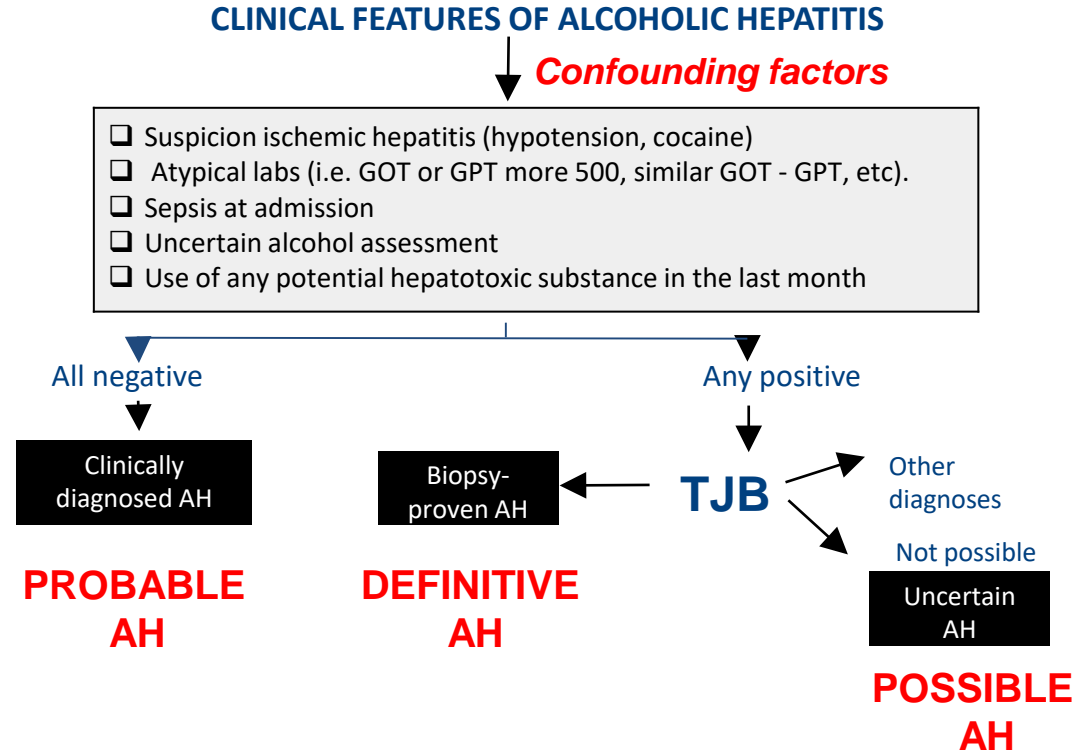 CLINICAL FEATURES OF ALCOHOLIC HEPATITIS
Confounding factors
❑ Suspicion ischemic hepatitis (hypotension, cocaine)
❑ Atypical labs (i.e. GOT or GPT more 500, similar GOT - GPT, etc).
❑ Sepsis at admission
❑ Uncertain alcohol assessment
❑ Use of any potential hepatotoxic substance in the last month
All negative
Any positive
Clinically
diagnosed AH
Biopsy-
proven AH
TJB
Other
diagnoses
Not possible
Uncertain
AH
PROBABLE
AH
DEFINITIVE
AH
POSSIBLE
AH